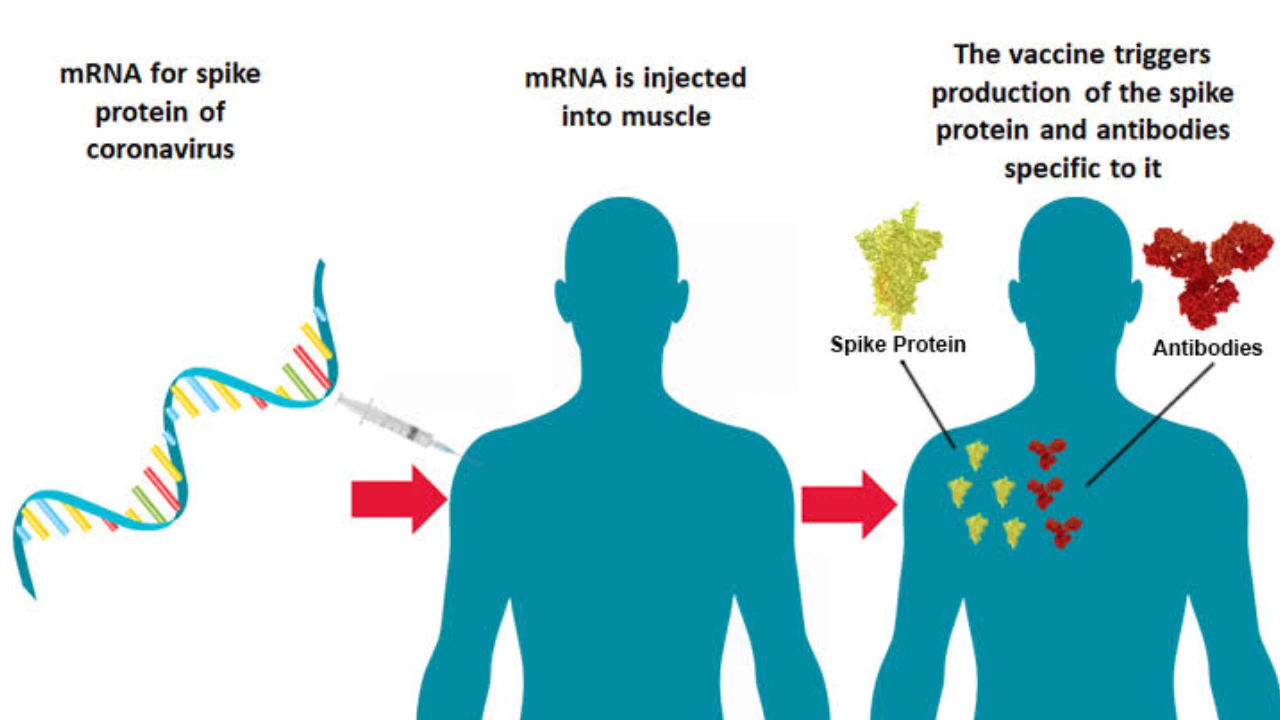 mRNA for spike
protein of
coronavirus
mRNA is injected
into muscle
The vaccine triggers
production of the spike
protein and antibodies
specific to it
Spike Protein
Antibodies